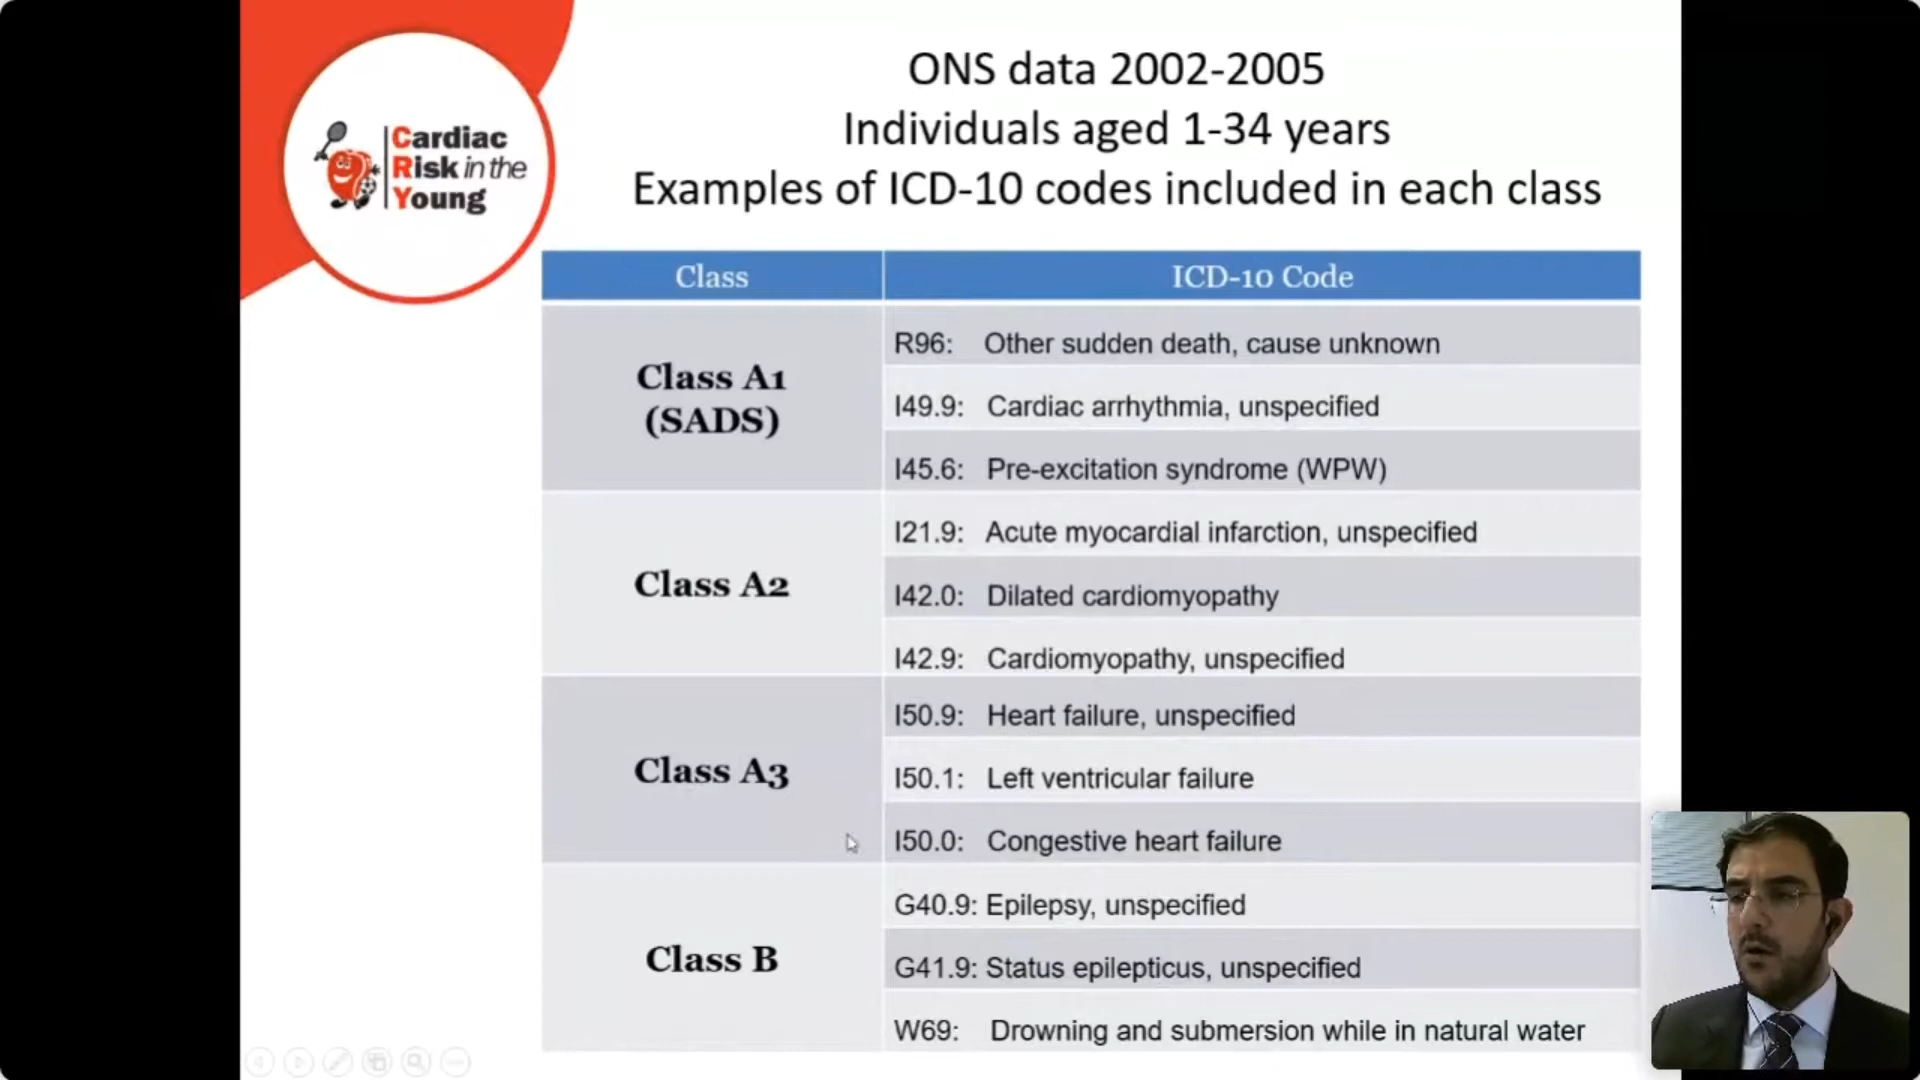 Cardiac
Risk in the
Young
ONS data 2002-2005
Individuals aged 1-34 years
Examples of ICD-10 codes included in each class
Class
ICD-10 Code
Class A1
(SADS)
R96: Other sudden death, cause unknown
I49.9: Cardiac arrhythmia, unspecified
I45.6: Pre-excitation syndrome (WPW)
Class A2
I21.9: Acute myocardial infarction, unspecified
I42.0: Dilated cardiomyopathy
I42.9: Cardiomyopathy, unspecified
Class A3
I50.9: Heart failure, unspecified
I50.1: Left ventricular failure
I50.0: Congestive heart failure
Class B
G40.9: Epilepsy, unspecified
G41.9: Status epilepticus, unspecified
W69: Drowning and submersion while in natural water